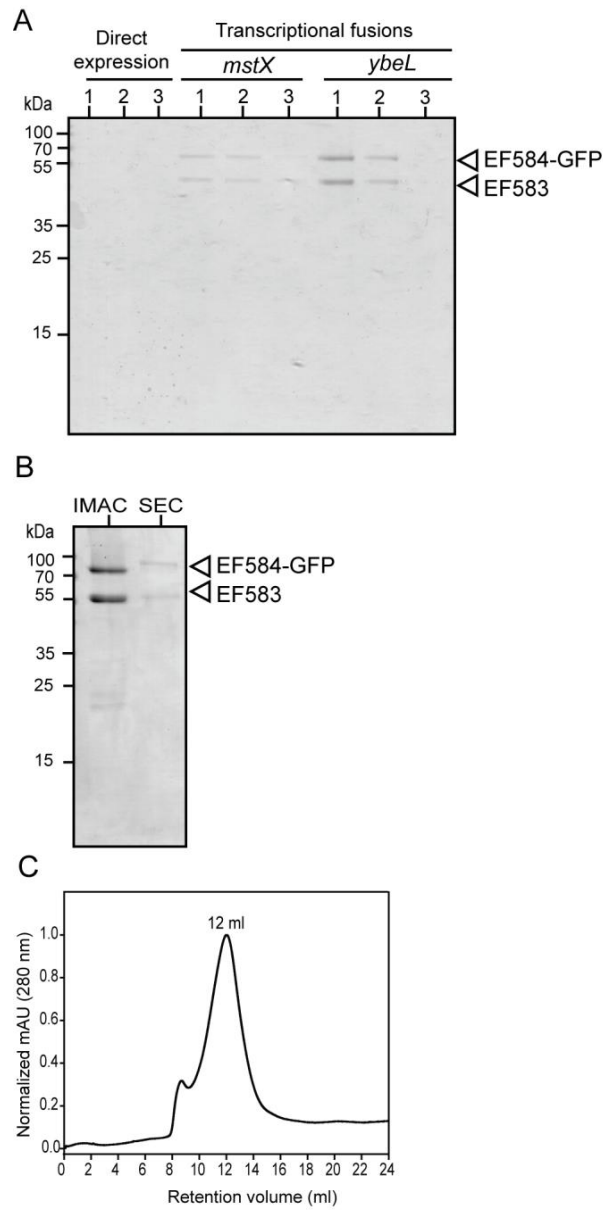 A
Direct expression
Transcriptional fusions
mstX
ybeL
1 2 3 1 2 3 1 2 3
kDa
100
70
55
35
25
15
EF584-GFP
EF583
B
IMAC SEC
kDa
100
70
55
35
25
15
EF584-GFP
EF583
C
12 ml
Normalized mAU (280 nm)
1.0
0.8
0.6
0.4
0.2
0.0
0 2 4 6 8 10 12 14 16 18 20 22 24
Retention volume (ml)